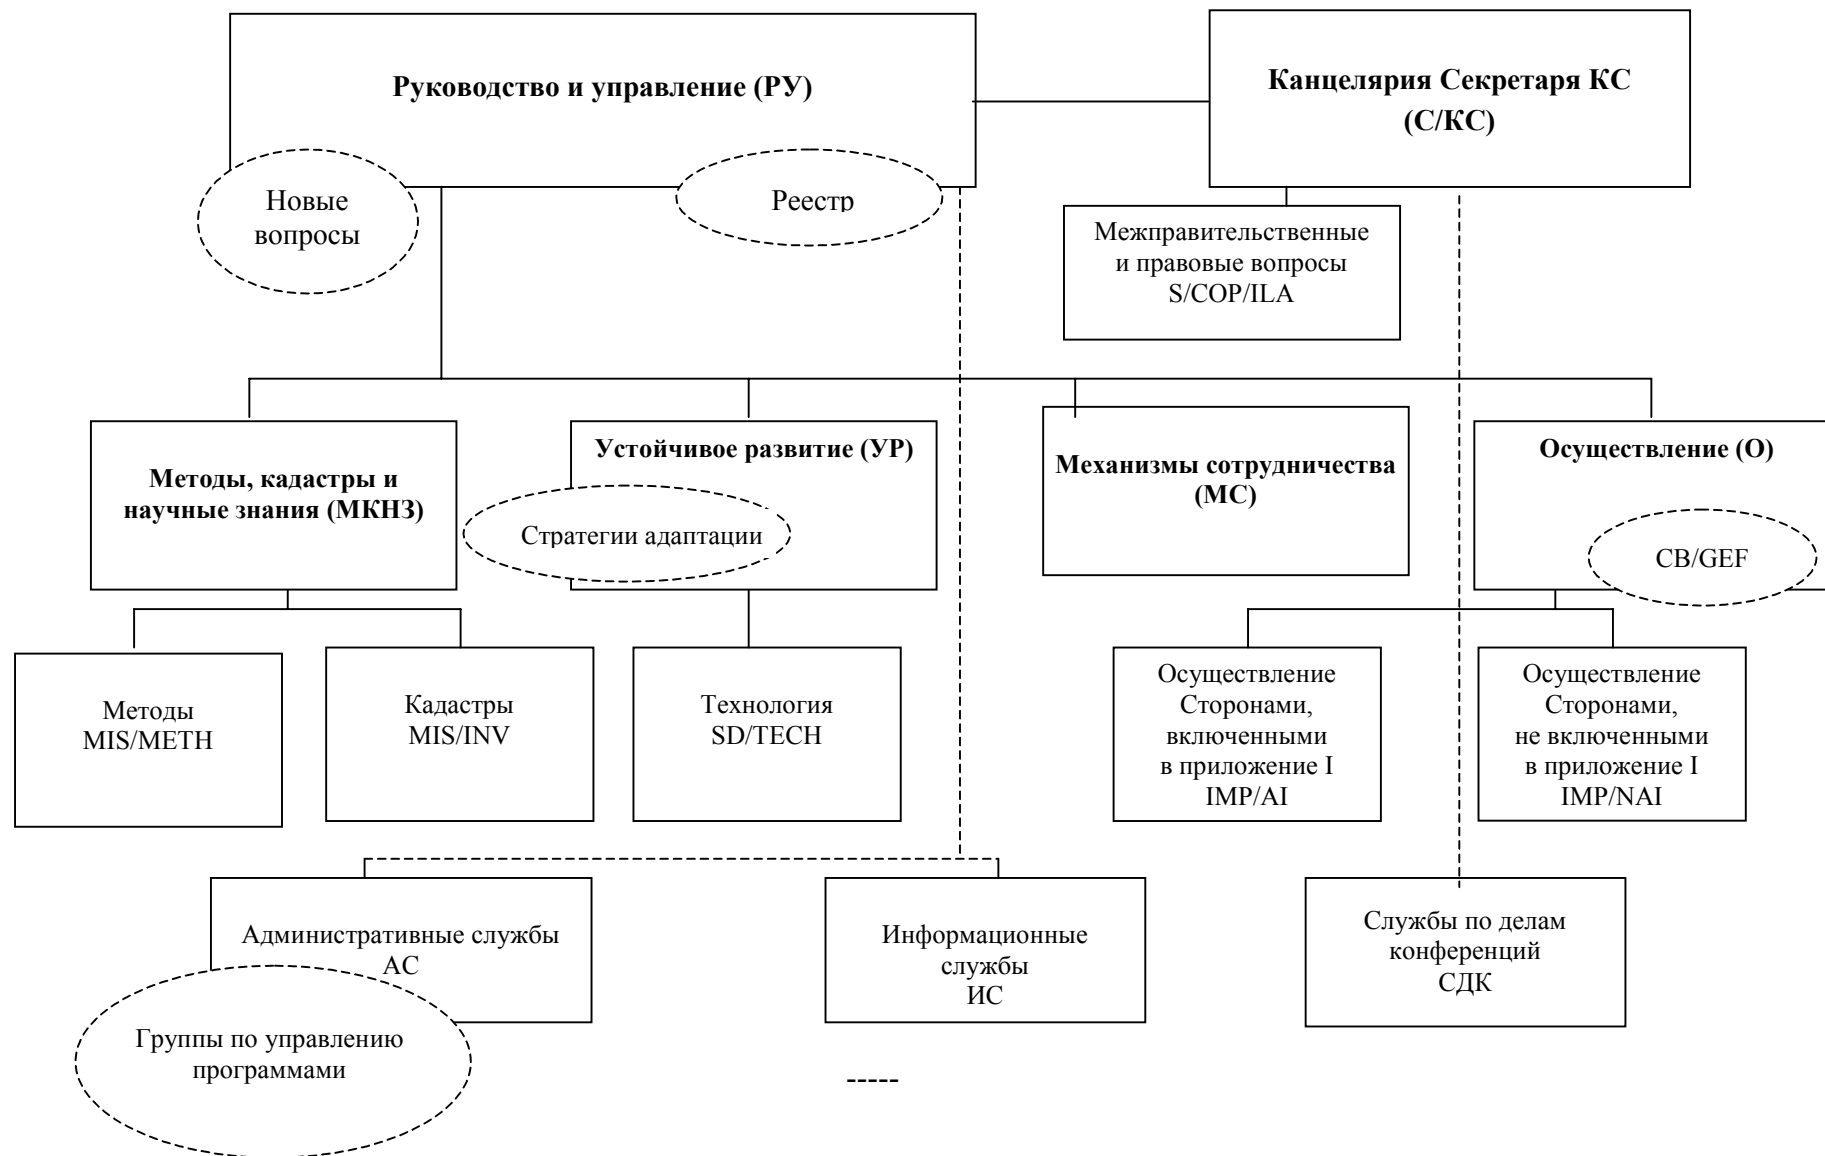 Руководство и управление (РУ)
Канцелярия Секретаря КС
(С/КС)
Новые
вопросы
Реестр
Межправительственные
и правовые вопросы
S/COP/ILA
Методы, кадастры и
научные знания (МКНЗ)
Устойчивое развитие (УР)
Стратегии адаптации
Механизмы сотрудничества
(МС)
Осуществление (О)
CB/GEF
Методы
MIS/METH
Кадастры
MIS/INV
Технология
SD/TECH
Осуществление
Сторонами,
включенными
в приложение I
IMP/AI
Осуществление
Сторонами,
не включенными
в приложение I
IMP/NAI
Административные службы
АС
Группы по управлению
программами
Информационные
службы
ИС
Службы по делам
конференций
СДК
-----